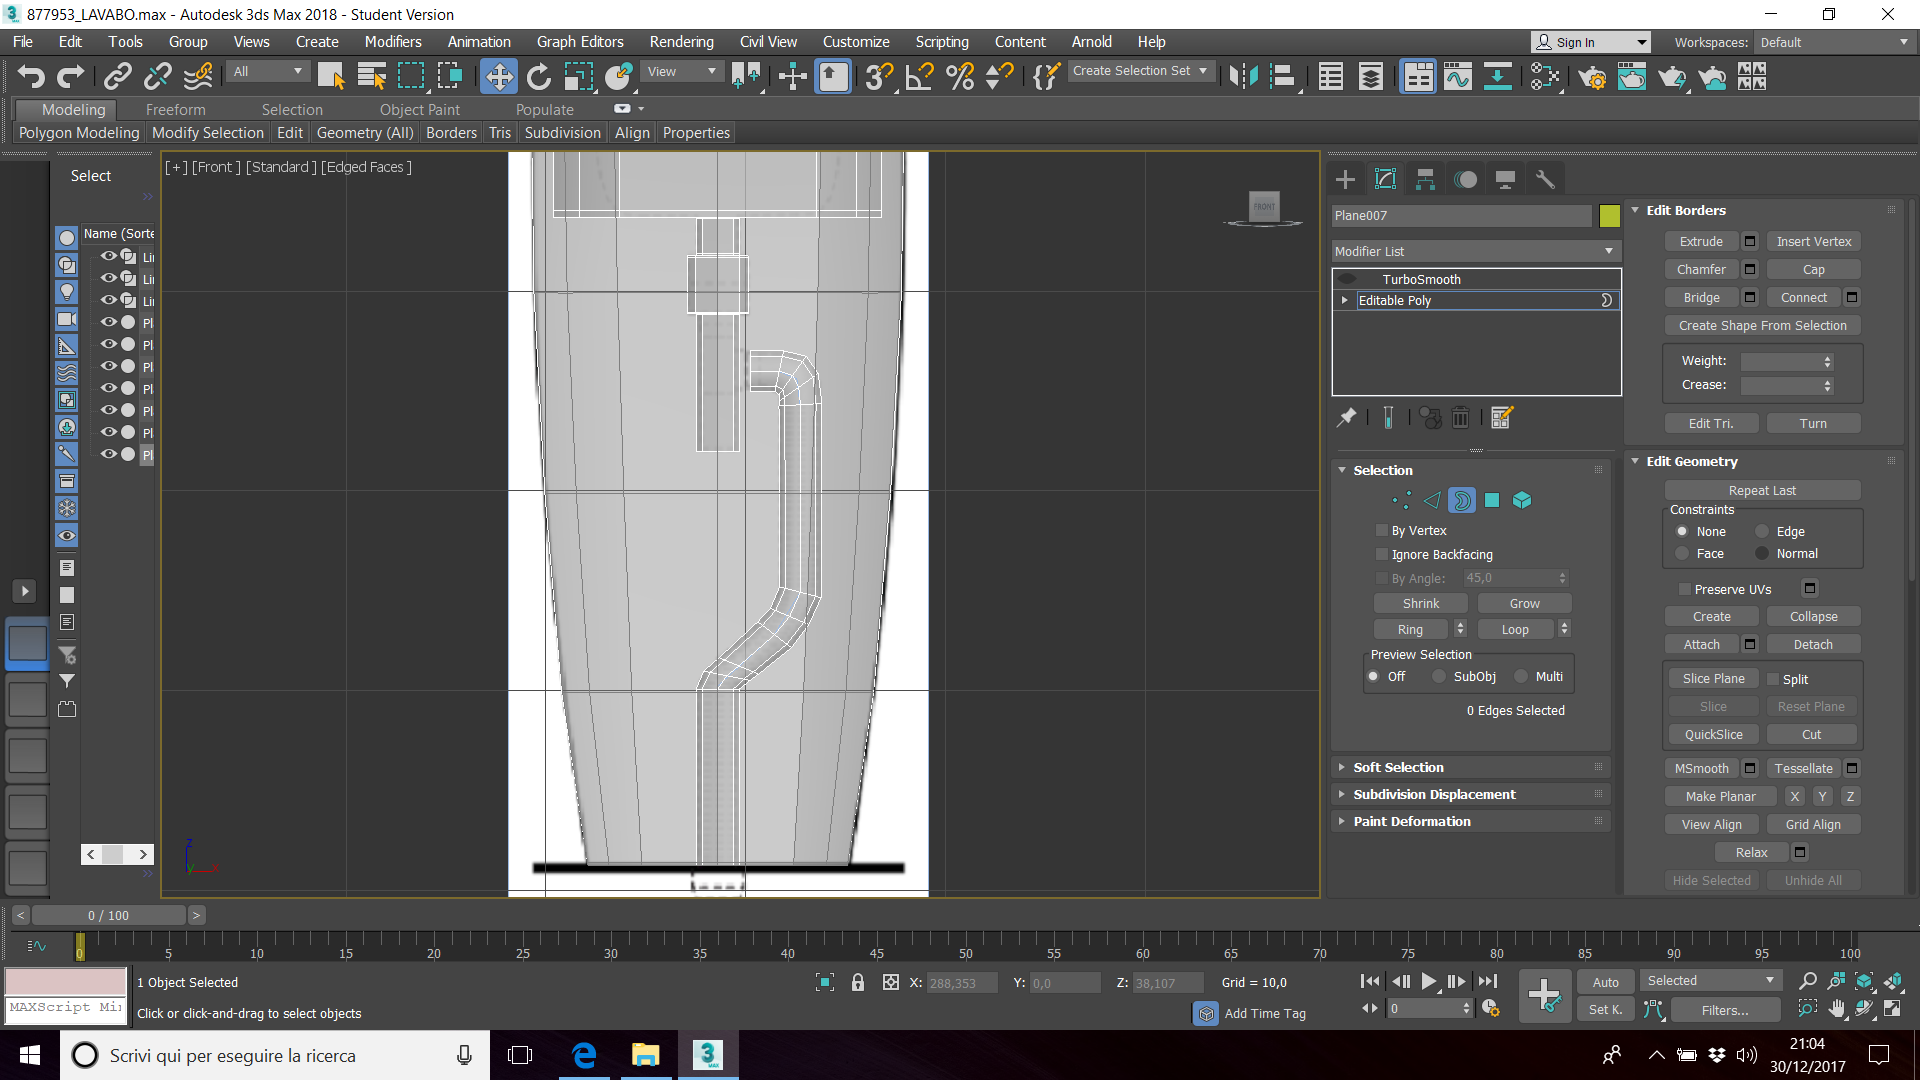 877953_LAVABO.max - Autodesk 3ds Max 2018 - Student Version
File Edit Tools Group Views Create Modifiers Animation Graph Editors Rendering Civil View Customize Scripting Content Arnold Help
Sign In
Workspaces: Default
All
View
Create Selection Set
Modeling Freeform Selection Object Paint Populate
Polygon Modeling Modify Selection Edit Geometry (All) Borders Tris Subdivision Align Properties
Select
Name (Sorte
Li
Li
Li
Pl
Pl
Pl
Pl
Pl
Pl
Pl
[+] [Front ] [Standard ] [Edged Faces ]
FRONT
z
x
y
Plane007
Modifier List
TurboSmooth
Editable Poly
Selection
By Vertex
Ignore Backfacing
By Angle: 45,0
Shrink Grow
Ring Loop
Preview Selection
Off SubObj Multi
0 Edges Selected
Soft Selection
Subdivision Displacement
Paint Deformation
Edit Borders
Extrude Insert Vertex
Chamfer Cap
Bridge Connect
Create Shape From Selection
Weight:
Crease:
Edit Tri. Turn
Edit Geometry
Repeat Last
Constraints
None Edge
Face Normal
Preserve UVs
Create Collapse
Attach Detach
Slice Plane Split
Slice Reset Plane
QuickSlice Cut
MSmooth Tessellate
Make Planar X Y Z
View Align Grid Align
Relax
Hide Selected Unhide All
< 0 / 100 >
0 5 10 15 20 25 30 35 40 45 50 55 60 65 70 75 80 85 90 95 100
MAXScript Mi
1 Object Selected
Click or click-and-drag to select objects
X: 288,353 Y: 0,0 Z: 38,107 Grid = 10,0
Add Time Tag
0
Auto Selected
Set K. Filters...
Scrivi qui per eseguire la ricerca
21:04
30/12/2017